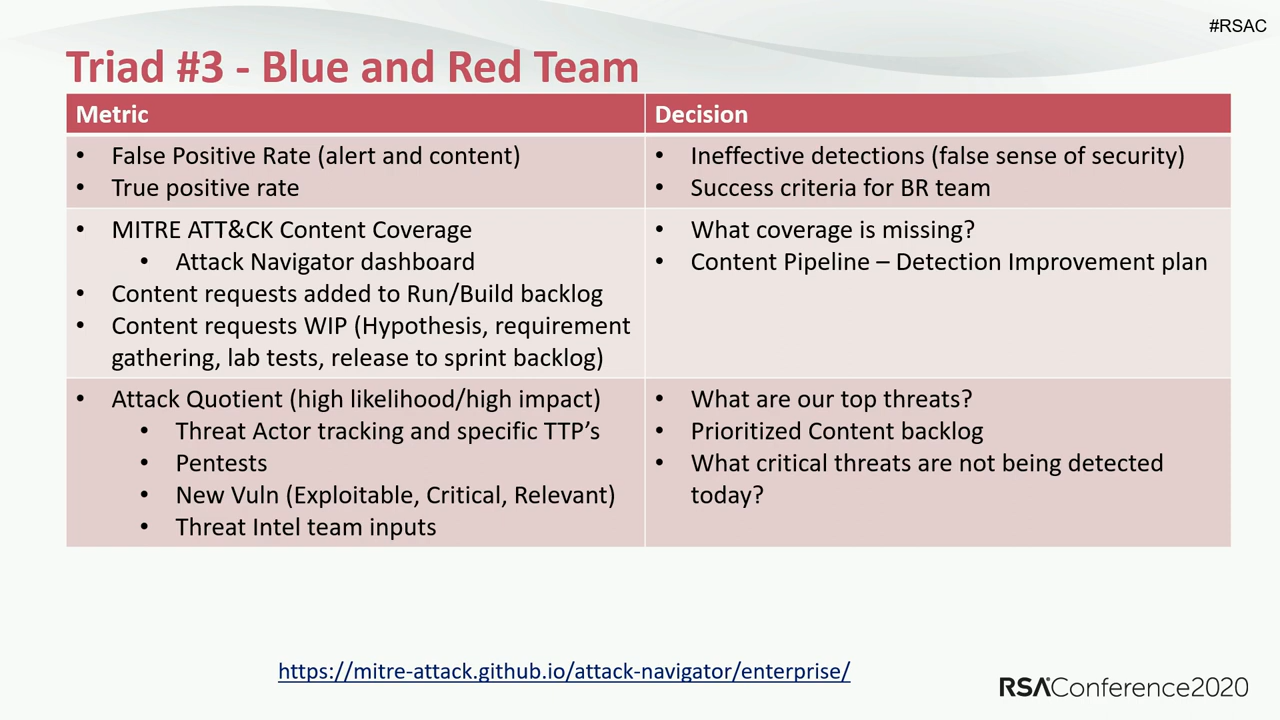 #RSAC
Triad #3 - Blue and Red Team
Metric
Decision
• False Positive Rate (alert and content)
• True positive rate
• Ineffective detections (false sense of security)
• Success criteria for BR team
• MITRE ATT&CK Content Coverage
• Attack Navigator dashboard
• Content requests added to Run/Build backlog
• Content requests WIP (Hypothesis, requirement
gathering, lab tests, release to sprint backlog)
• What coverage is missing?
• Content Pipeline – Detection Improvement plan
• Attack Quotient (high likelihood/high impact)
• Threat Actor tracking and specific TTP’s
• Pentests
• New Vuln (Exploitable, Critical, Relevant)
• Threat Intel team inputs
• What are our top threats?
• Prioritized Content backlog
• What critical threats are not being detected
today?
https://mitre-attack.github.io/attack-navigator/enterprise/
RSAConference2020